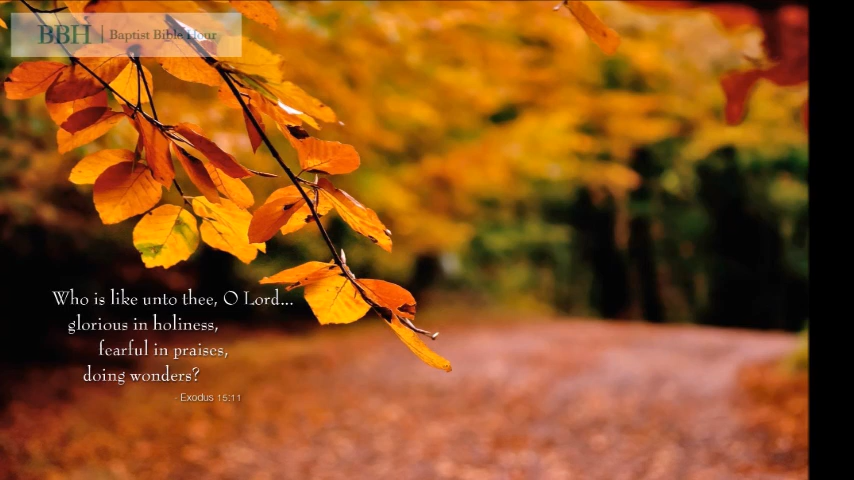 BBH | Baptist Bible Hour
Who is like unto thee, O Lord...
glorious in holiness,
fearful in praises,
doing wonders?
- Exodus 15:11